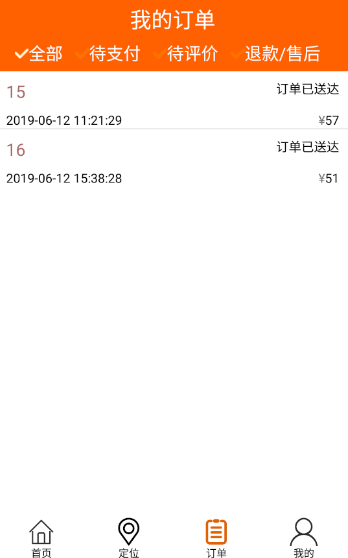 我的订单
全部 待支付 待评价 退款/售后
15 订单已送达
2019-06-12 11:21:29 ¥57
16 订单已送达
2019-06-12 15:38:28 ¥51
首页 定位 订单 我的